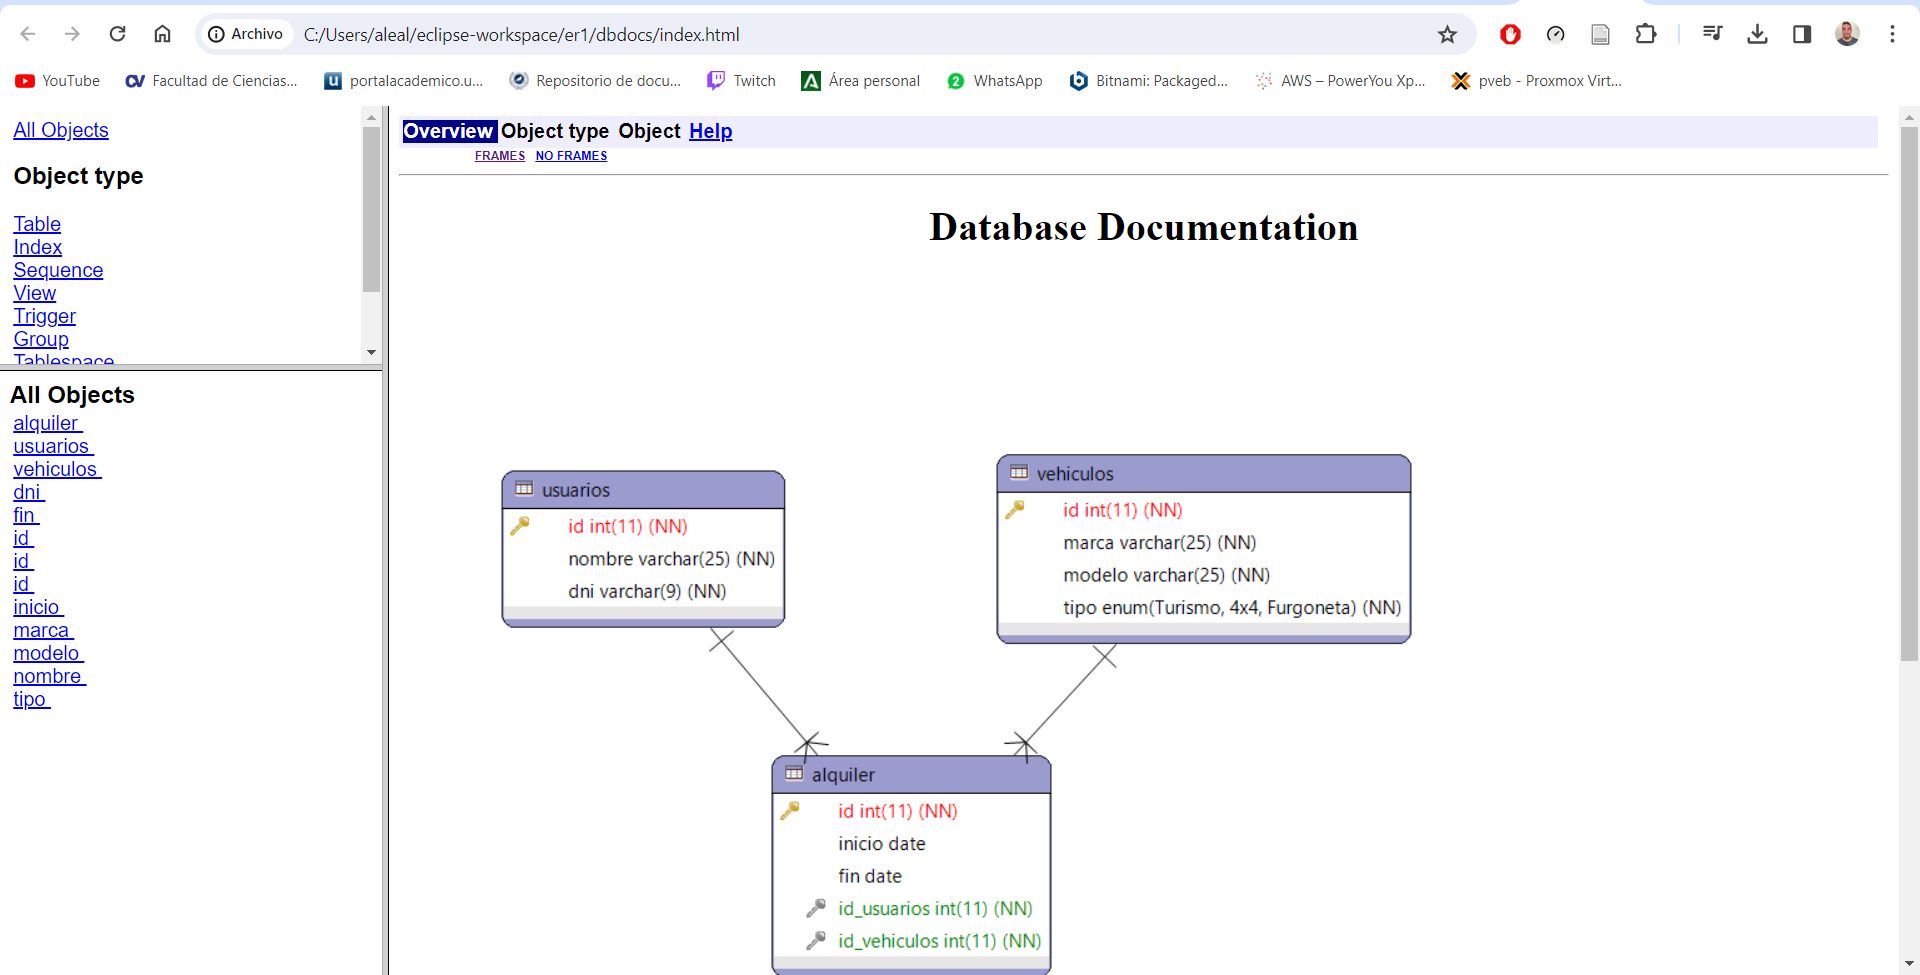 Archivo C:/Users/aleal/eclipse-workspace/er1/dbdocs/index.html
YouTube Facultad de Ciencias... portalacademico.u... Repositorio de docu... Twitch Área personal 2 WhatsApp Bitnami: Packaged... AWS – PowerYou Xp... pveb - Proxmox Virt...
All Objects
Object type
Table
Index
Sequence
View
Trigger
Group
Tablespace
All Objects
alquiler
usuarios
vehiculos
dni
fin
id
id
id
inicio
marca
modelo
nombre
tipo
Overview Object type Object Help
FRAMES NO FRAMES
Database Documentation
usuarios
id int(11) (NN)
nombre varchar(25) (NN)
dni varchar(9) (NN)
vehiculos
id int(11) (NN)
marca varchar(25) (NN)
modelo varchar(25) (NN)
tipo enum(Turismo, 4x4, Furgoneta) (NN)
alquiler
id int(11) (NN)
inicio date
fin date
id_usuarios int(11) (NN)
id_vehiculos int(11) (NN)